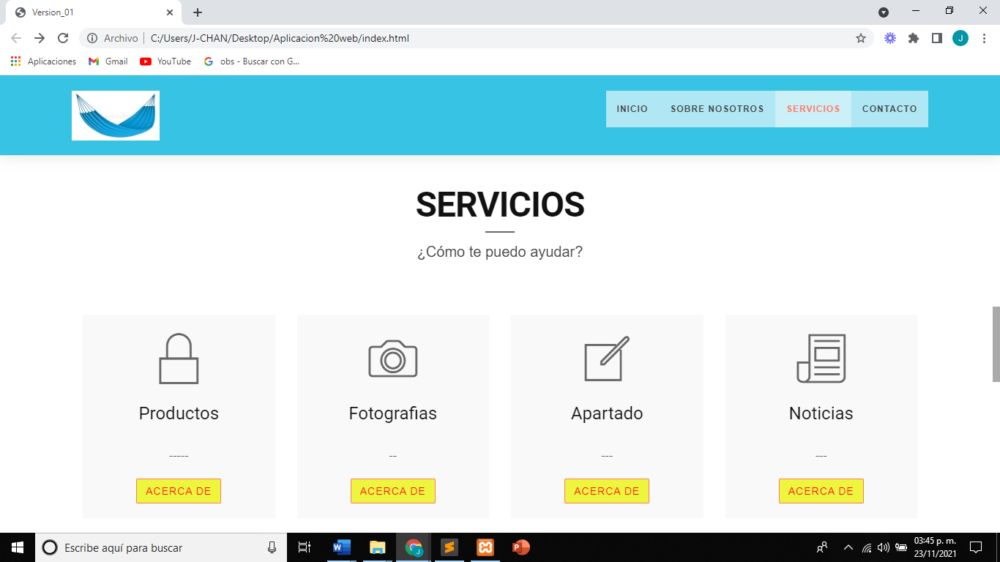 Version_01
Archivo C:/Users/J-CHAN/Desktop/Aplicacion%20web/index.html
J
Aplicaciones Gmail YouTube obs - Buscar con G...
INICIO SOBRE NOSOTROS SERVICIOS CONTACTO
SERVICIOS
¿Cómo te puedo ayudar?
Productos Fotografias Apartado Noticias
----- -- --- ---
ACERCA DE ACERCA DE ACERCA DE ACERCA DE
Escribe aquí para buscar
03:45 p. m.
23/11/2021